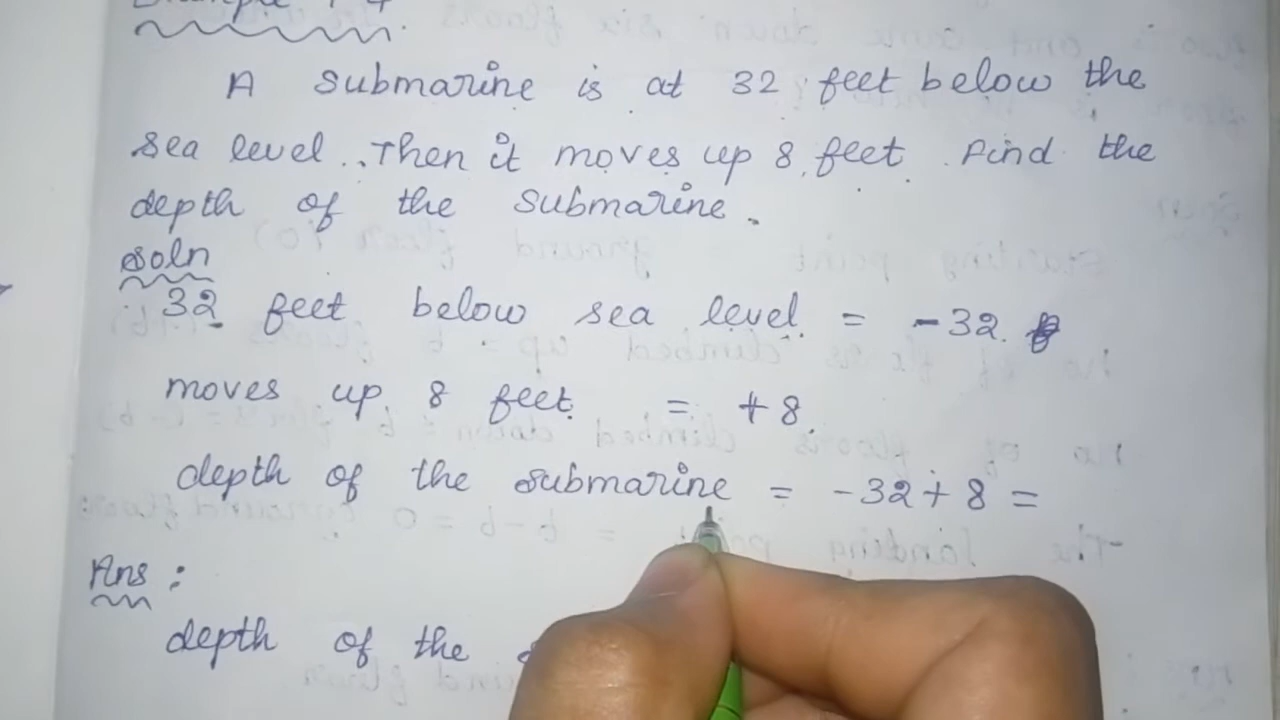 A submarine is at 32 feet below the
sea level. Then it moves up 8 feet. Find the
depth of the submarine.
Soln
32 feet below sea level = -32
moves up 8 feet = +8
depth of the submarine = -32 + 8 =
Ans :
depth of the